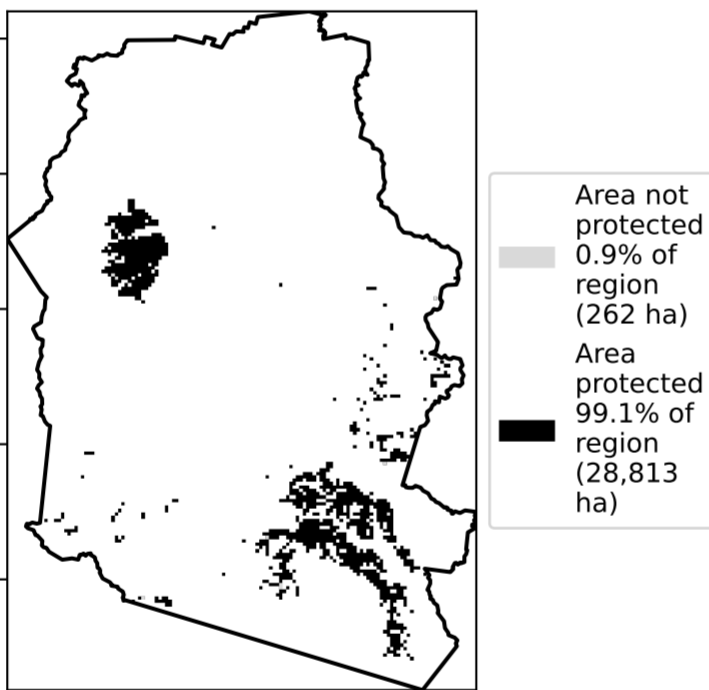 Area not
protected
0.9% of
region
(262 ha)
Area
protected
99.1% of
region
(28,813
ha)